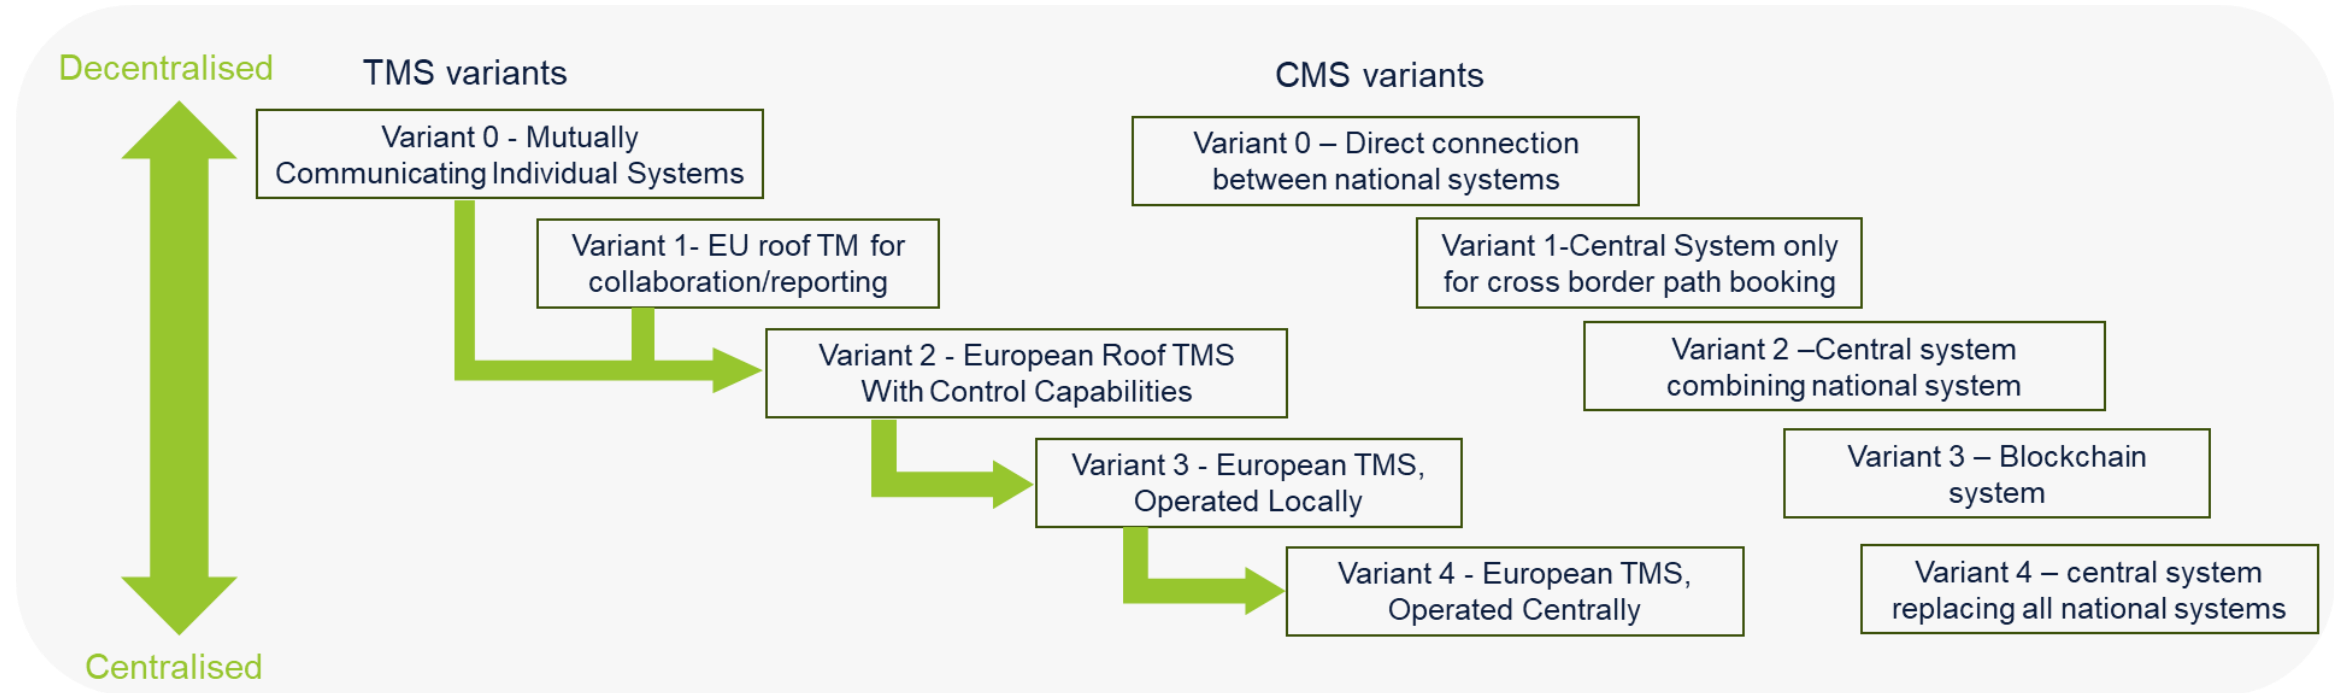 Decentralised
TMS variants
CMS variants
Variant 0 - Mutually
Communicating Individual Systems
Variant 1- EU roof TM for
collaboration/reporting
Variant 2 - European Roof TMS
With Control Capabilities
Variant 3 - European TMS,
Operated Locally
Variant 4 - European TMS,
Operated Centrally
Variant 0 – Direct connection
between national systems
Variant 1-Central System only
for cross border path booking
Variant 2 –Central system
combining national system
Variant 3 – Blockchain
system
Variant 4 – central system
replacing all national systems
Centralised